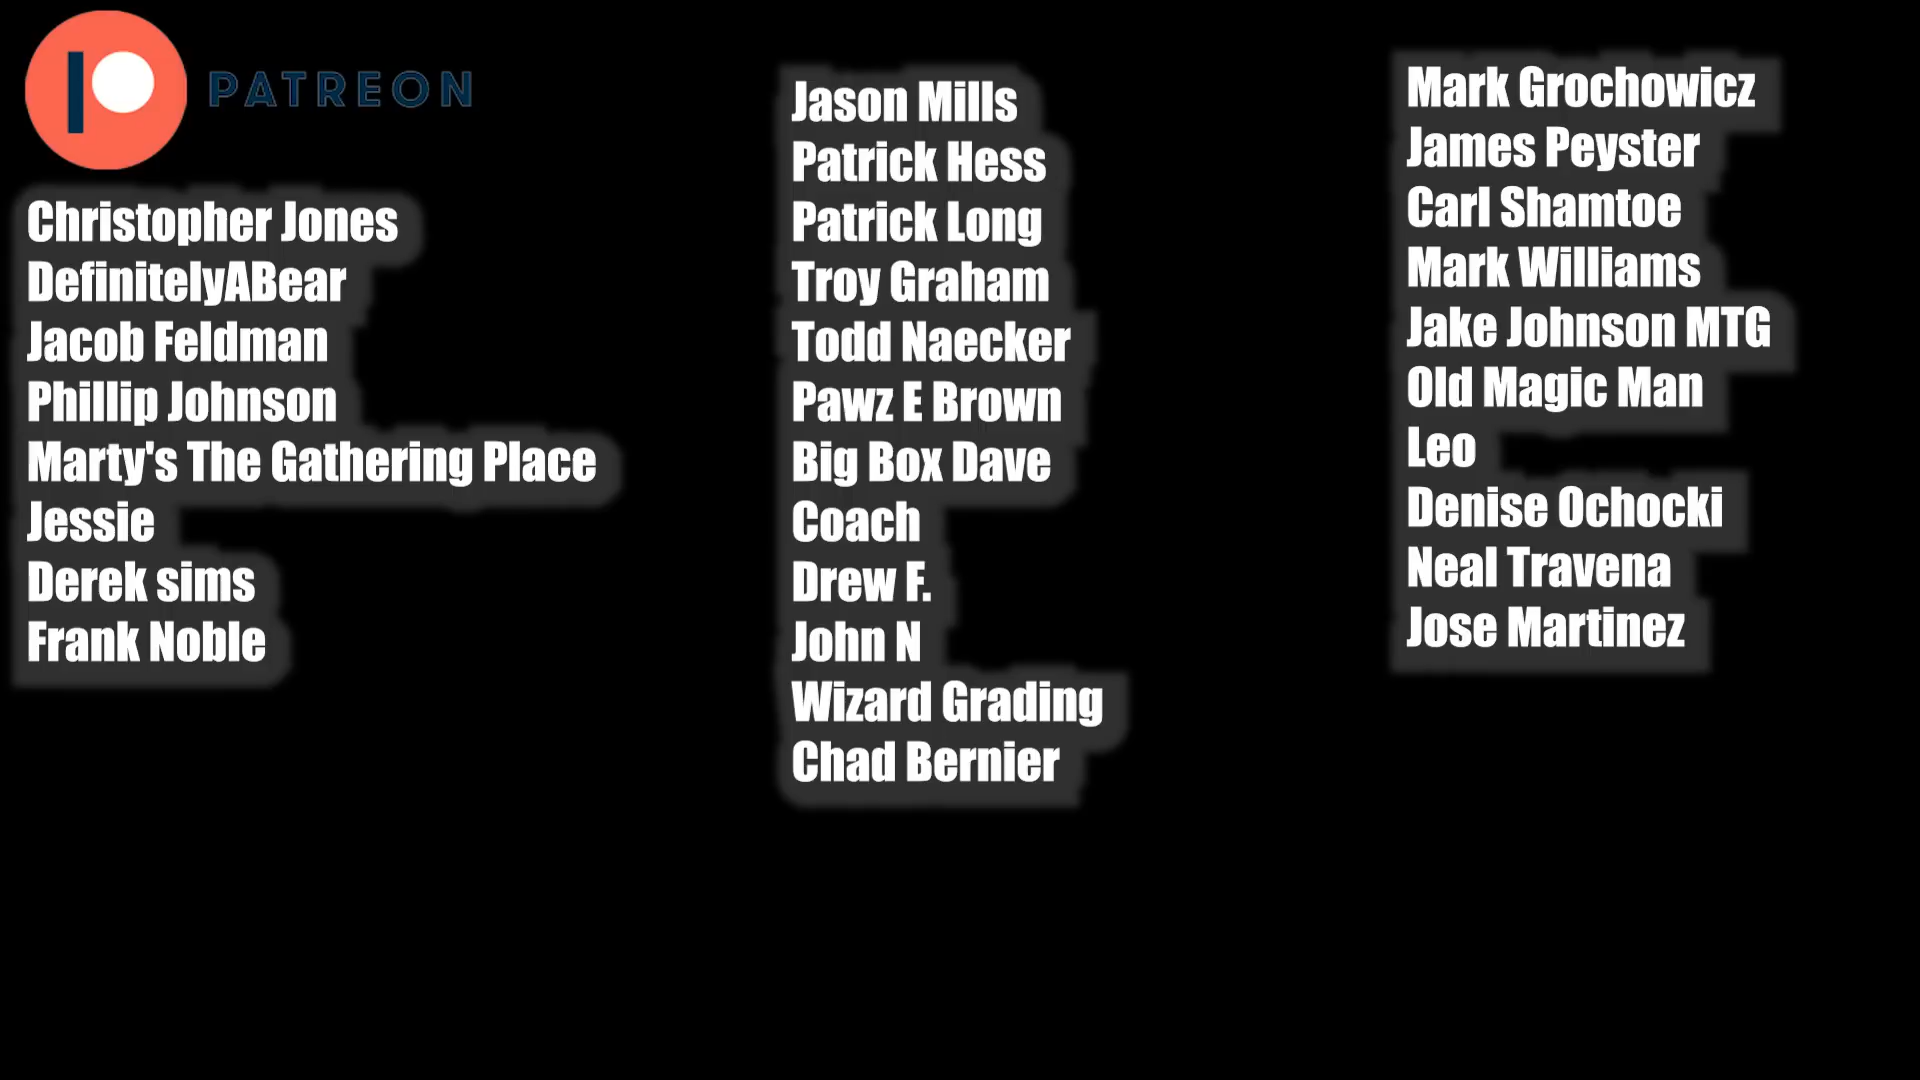 PATREON
Christopher Jones
DefinitelyABear
Jacob Feldman
Phillip Johnson
Marty's The Gathering Place
Jessie
Derek sims
Frank Noble
Jason Mills
Patrick Hess
Patrick Long
Troy Graham
Todd Naecker
Pawz E Brown
Big Box Dave
Coach
Drew F.
John N
Wizard Grading
Chad Bernier
Mark Grochowicz
James Peyster
Carl Shamtoe
Mark Williams
Jake Johnson MTG
Old Magic Man
Leo
Denise Ochocki
Neal Travena
Jose Martinez